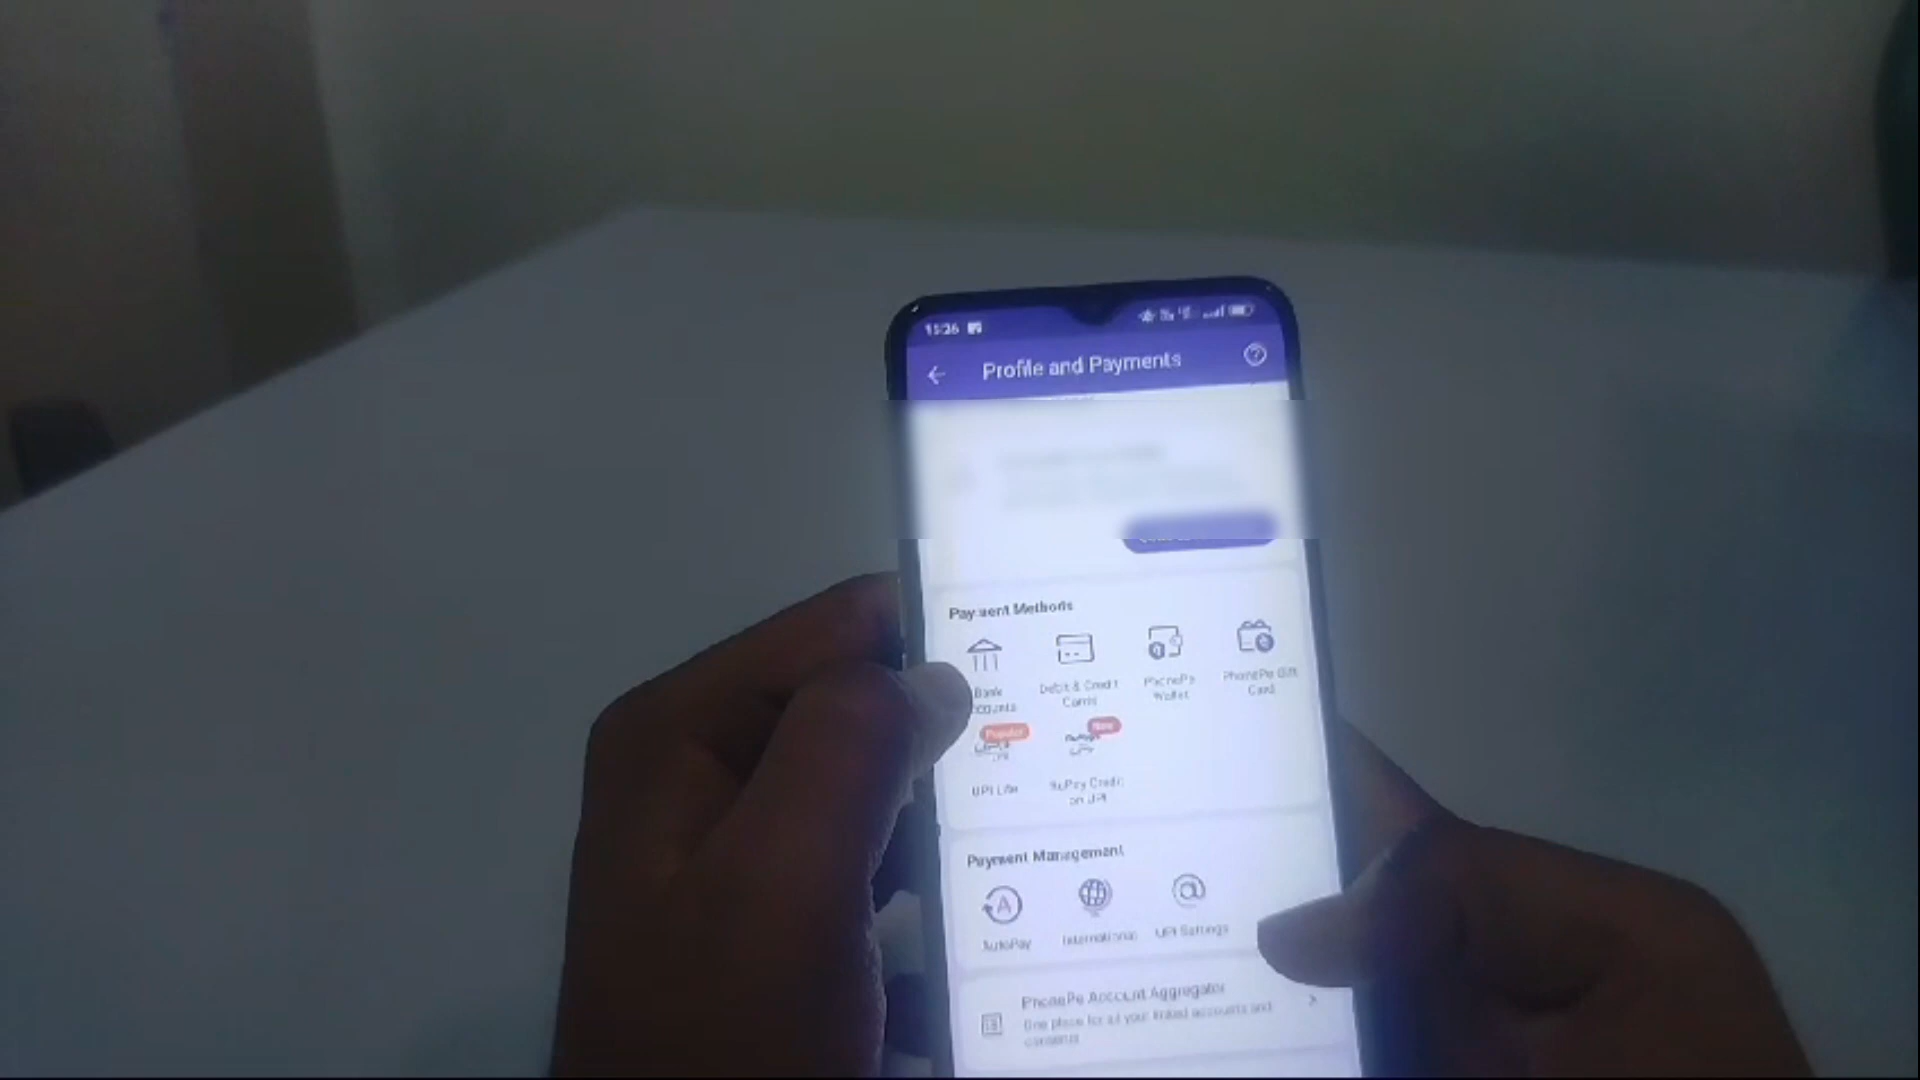 15:26
Profile and Payments
Payment Methods
Bank
Debit & Credit
Cards
PhonePe
Wallet
PhonePe Gift
Card
Popular
New
UPI Lite
RuPay Credit
on UPI
Payment Management
AutoPay
International
UPI Settings
PhonePe Account Aggregator
One place for all your linked accounts and
consents